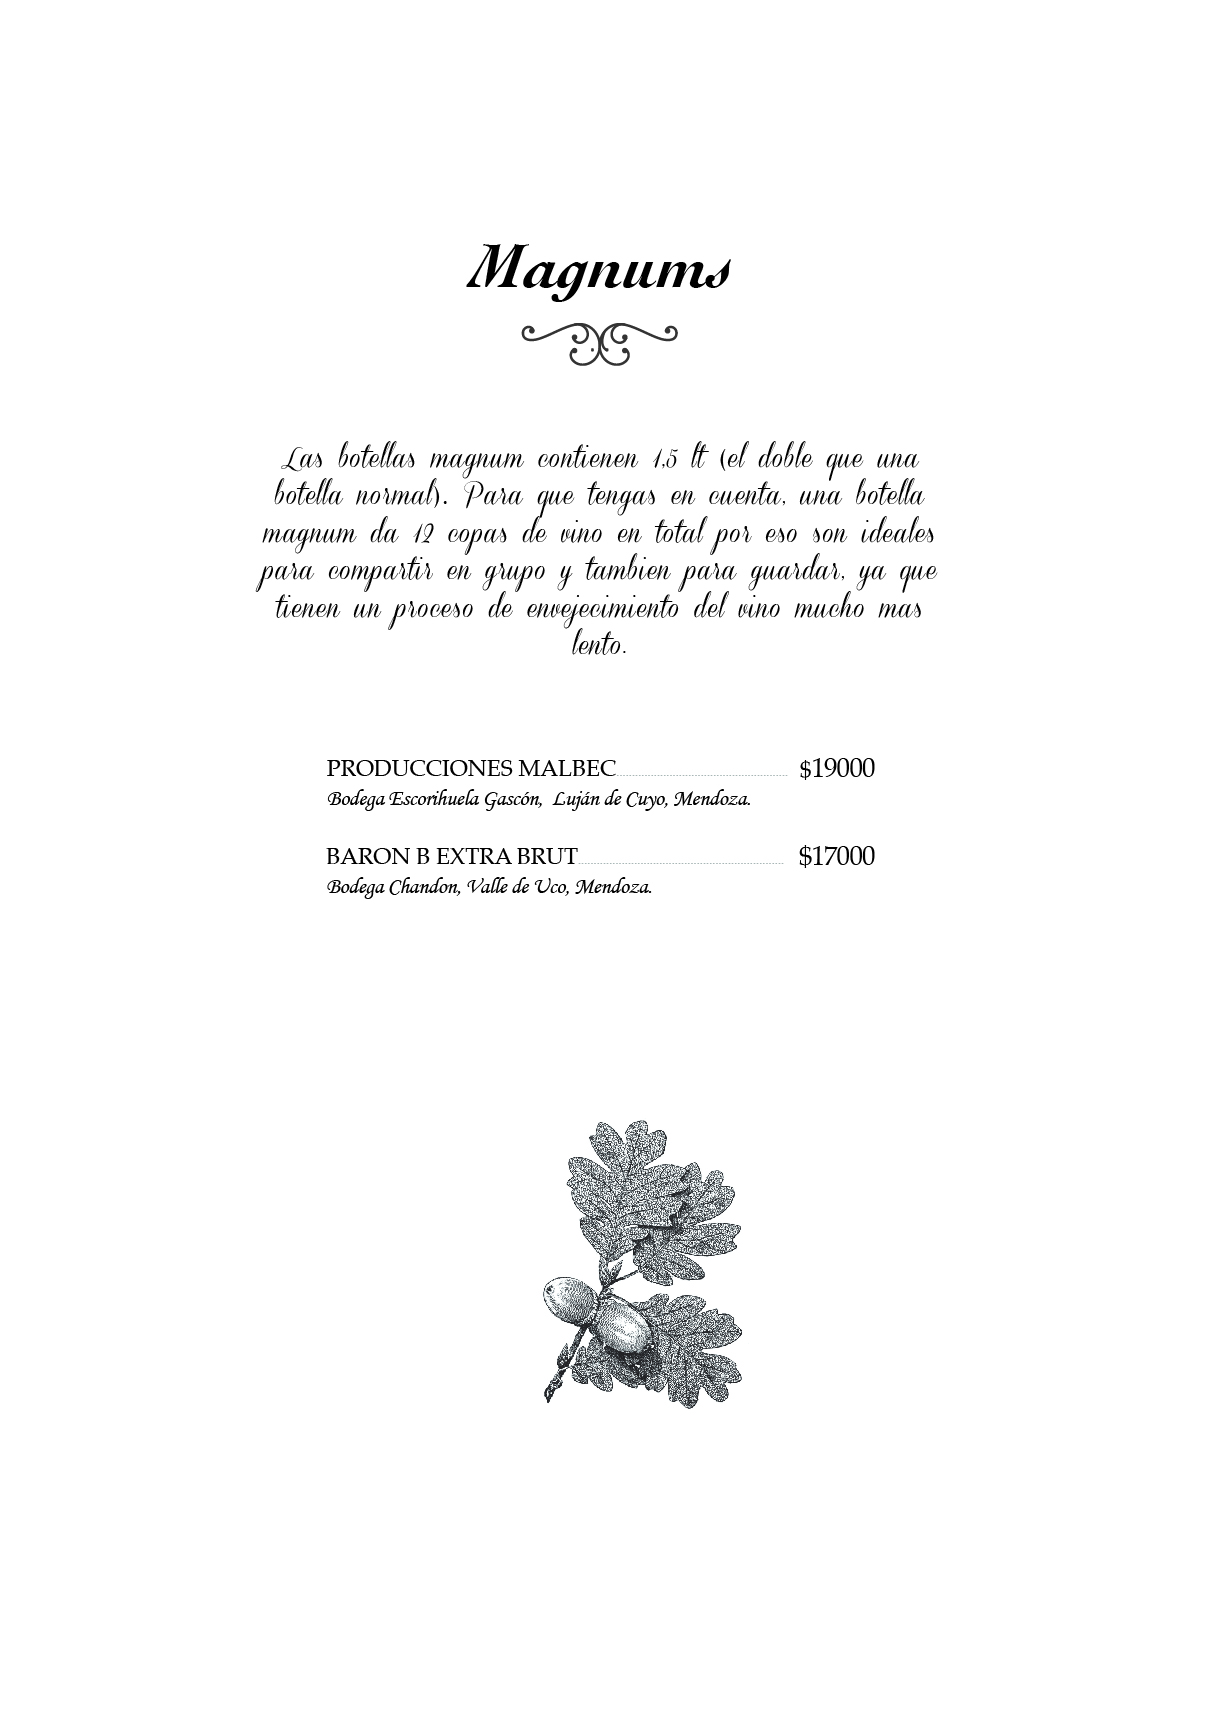 Magnums
Las botellas magnum contienen 1,5 lt (el doble que una
botella normal). Para que tengas en cuenta, una botella
magnum da 12 copas de vino en total por eso son ideales
para compartir en grupo y tambien para guardar, ya que
tienen un proceso de envejecimiento del vino mucho mas
lento.
PRODUCCIONES MALBEC $19000
Bodega Escorihuela Gascón, Luján de Cuyo, Mendoza.
BARON B EXTRA BRUT $17000
Bodega Chandon, Valle de Uco, Mendoza.